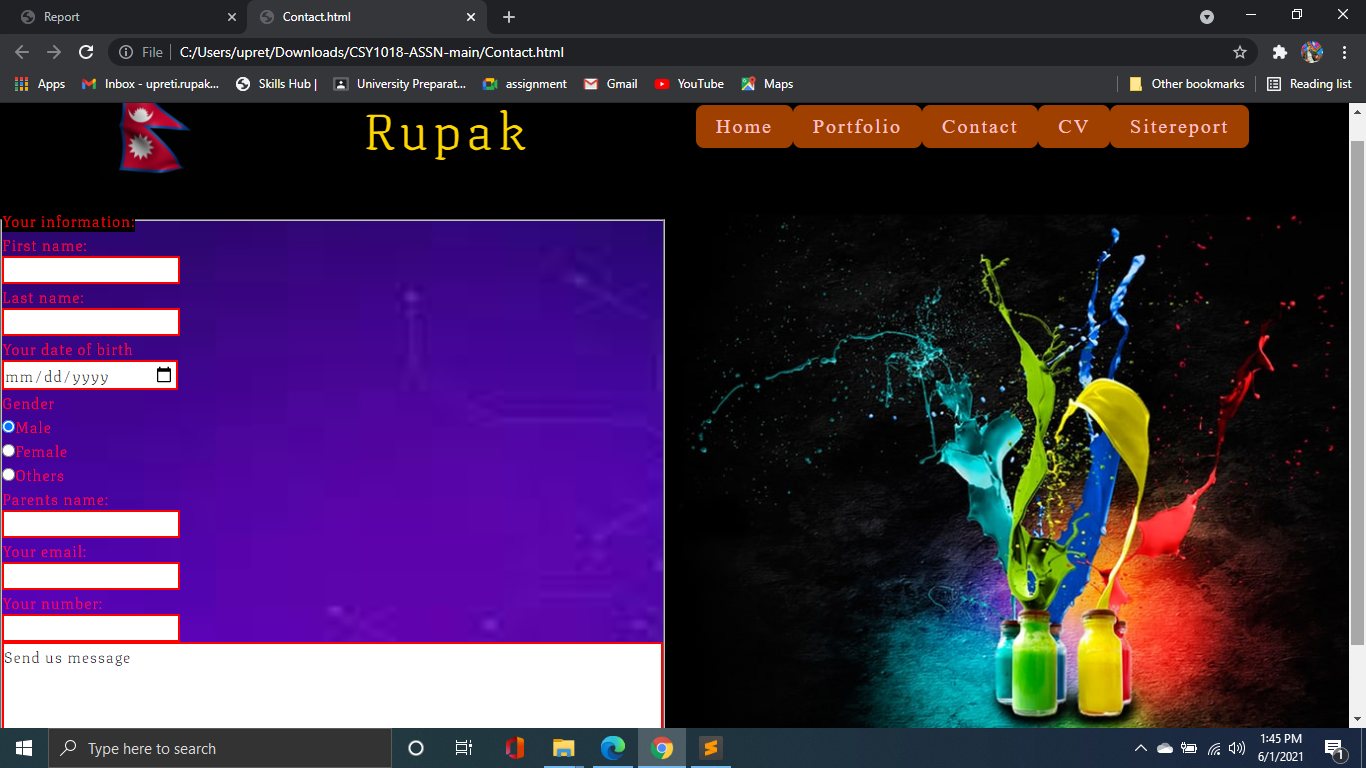 Report
Contact.html
File
C:/Users/upret/Downloads/CSY1018-ASSN-main/Contact.html
Apps
Inbox - upreti.rupak...
Skills Hub |
University Preparat...
assignment
Gmail
YouTube
Maps
Other bookmarks
Reading list
Rupak
Home
Portfolio
Contact
CV
Sitereport
Your information:
First name:
Last name:
Your date of birth
mm/dd/yyyy
Gender
Male
Female
Others
Parents name:
Your email:
Your number:
Send us message
Type here to search
1:45 PM
6/1/2021
1